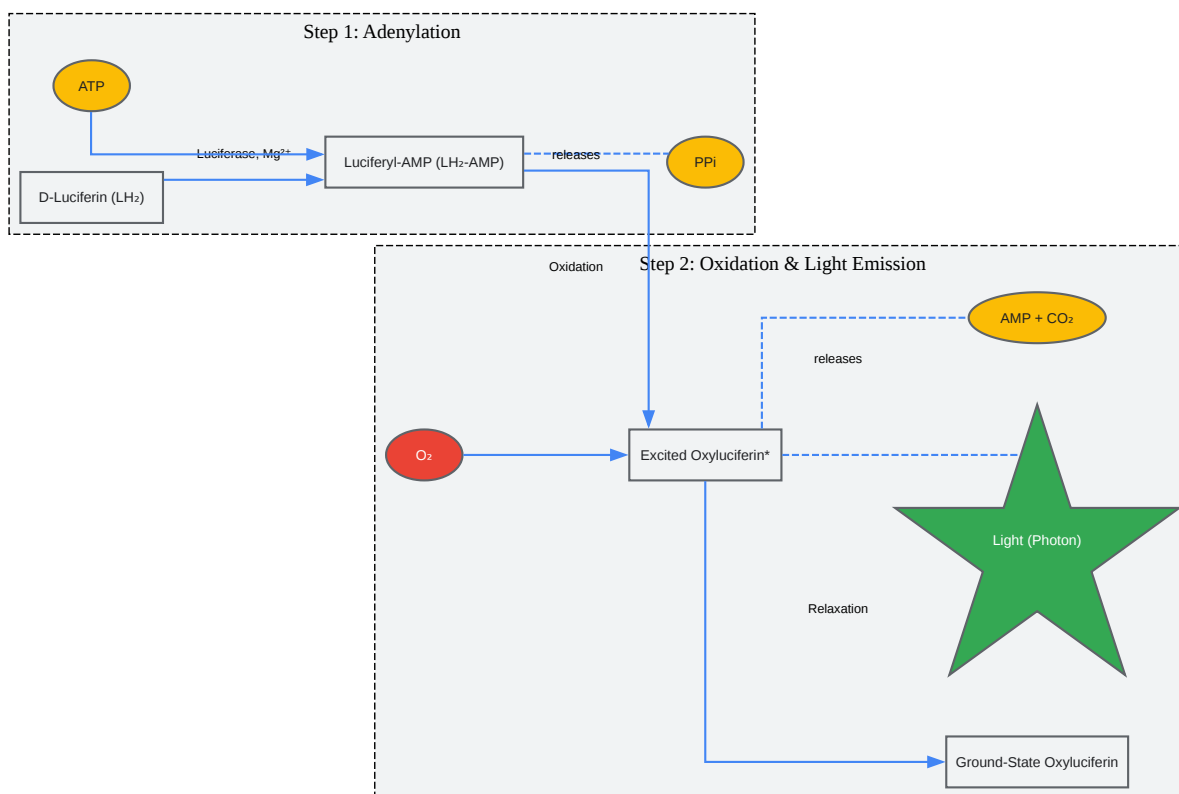 Step 1: Adenylation
ATP
Luciferase, Mg²⁺
Luciferyl-AMP (LH₂-AMP)
releases
PPi
D-Luciferin (LH₂)
Step 2: Oxidation & Light Emission
Oxidation
AMP + CO₂
releases
O₂
Excited Oxyluciferin*
Light (Photon)
Relaxation
Ground-State Oxyluciferin